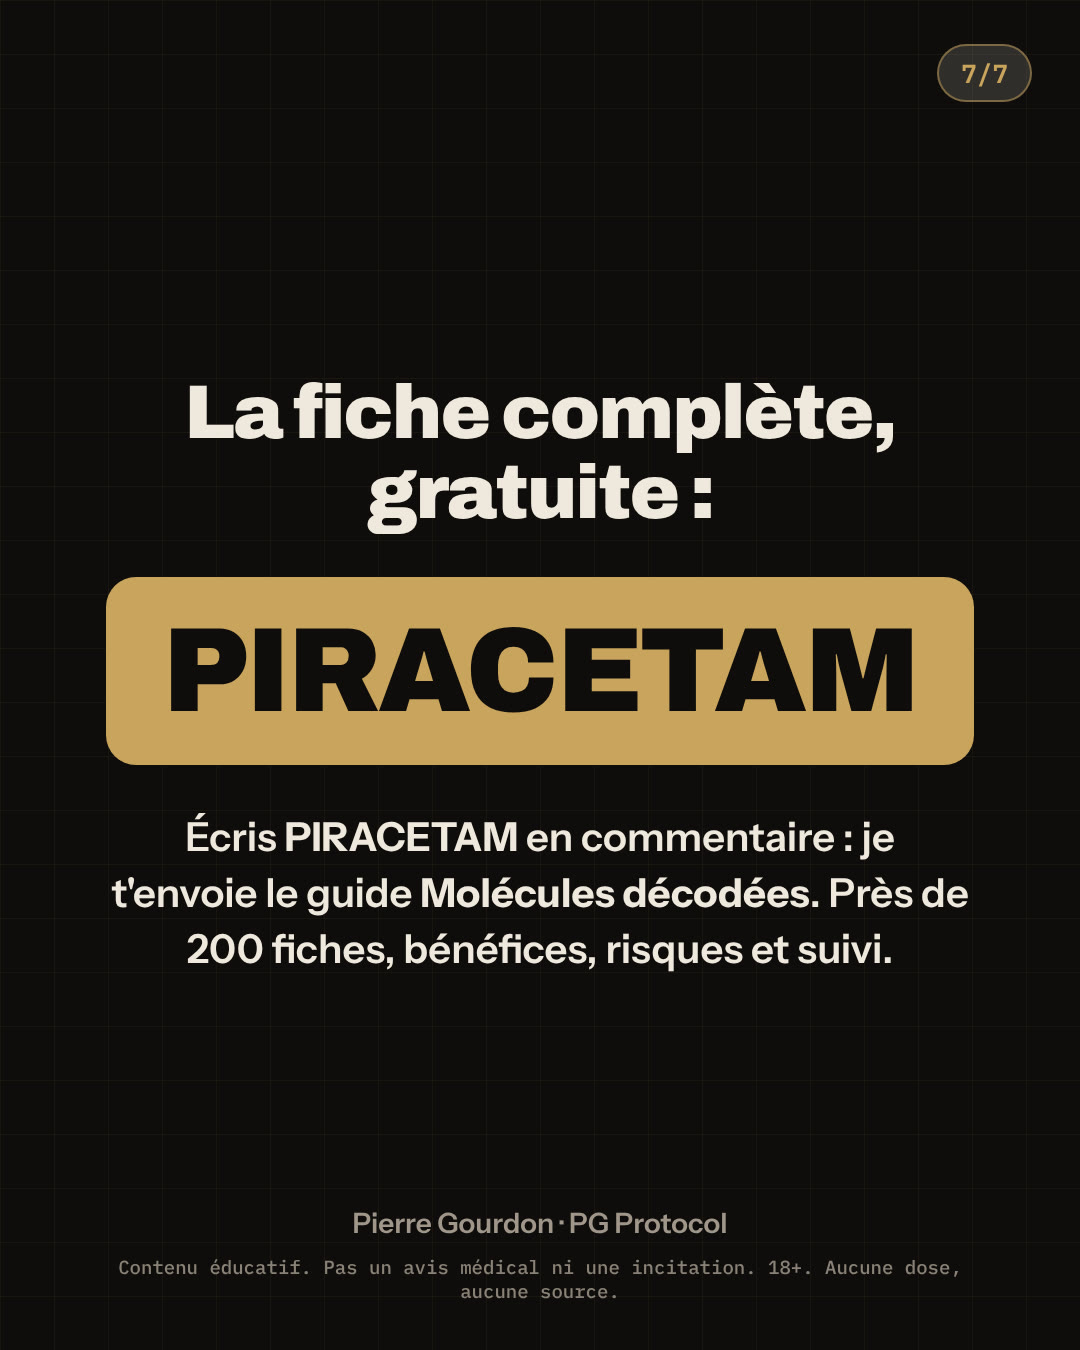 7/7
La fiche complète,
gratuite :
PIRACETAM
Écris PIRACETAM en commentaire : je
t'envoie le guide Molécules décodées. Près de
200 fiches, bénéfices, risques et suivi.
Pierre Gourdon · PG Protocol
Contenu éducatif. Pas un avis médical ni une incitation. 18+. Aucune dose,
aucune source.